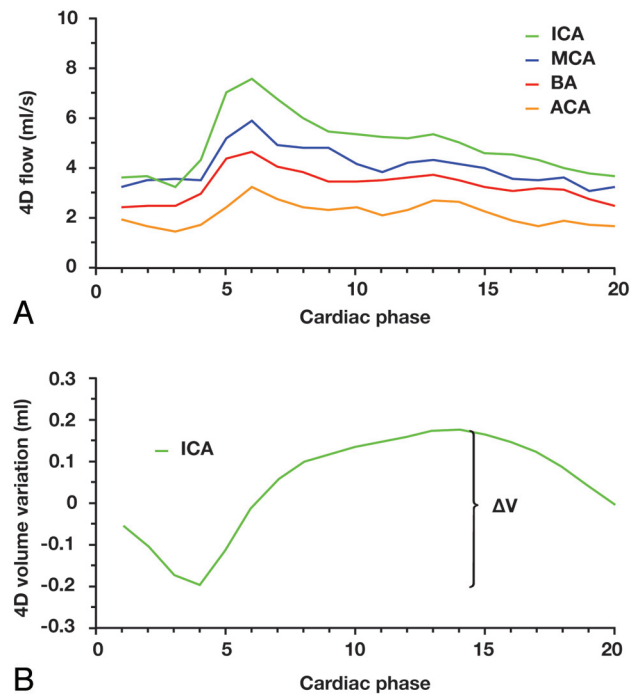 10
8
6
4
2
0
4D flow (ml/s)
ICA
MCA
BA
ACA
0
5
10
15
20
Cardiac phase
A
0.3
0.2
0.1
0
-0.1
-0.2
-0.3
4D volume variation (ml)
ICA
ΔV
0
5
10
15
20
Cardiac phase
B